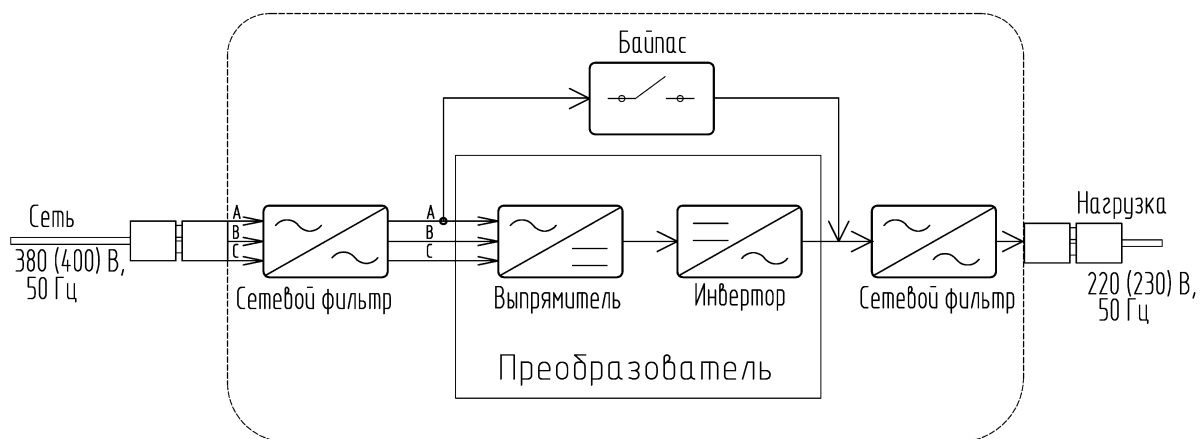 Байпас
Сеть
380 (400) В,
50 Гц
A
B
C
Сетевой фильтр
A
B
C
Выпрямитель
Инвертор
Преобразователь
Сетевой фильтр
Нагрузка
220 (230) В,
50 Гц